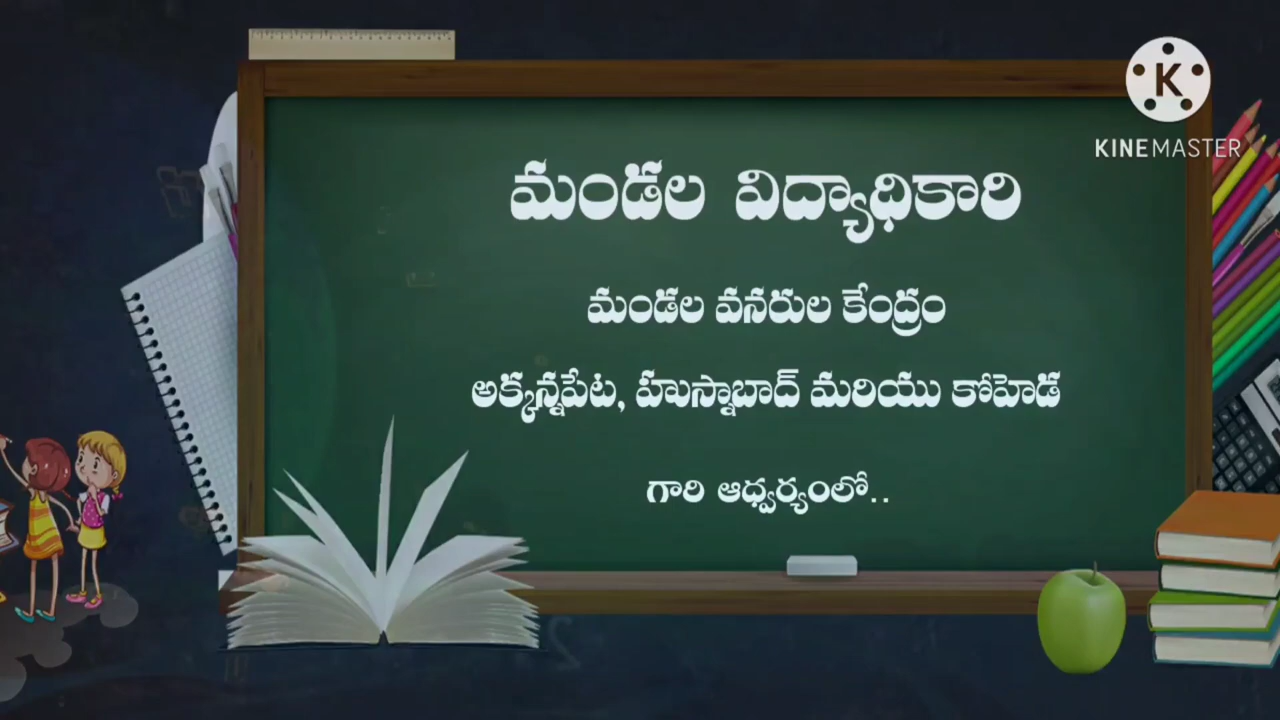 మండల విద్యాధికారి
మండల వనరుల కేంద్రం
అక్కన్నపేట, హుస్నాబాద్ మరియు కోహెడ
గారి ఆధ్వర్యంలో..
K
KINEMASTER